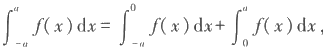 ∫_{-a}^{a} f(x)dx = ∫_{-a}^{0} f(x)dx + ∫_{0}^{a} f(x)dx,